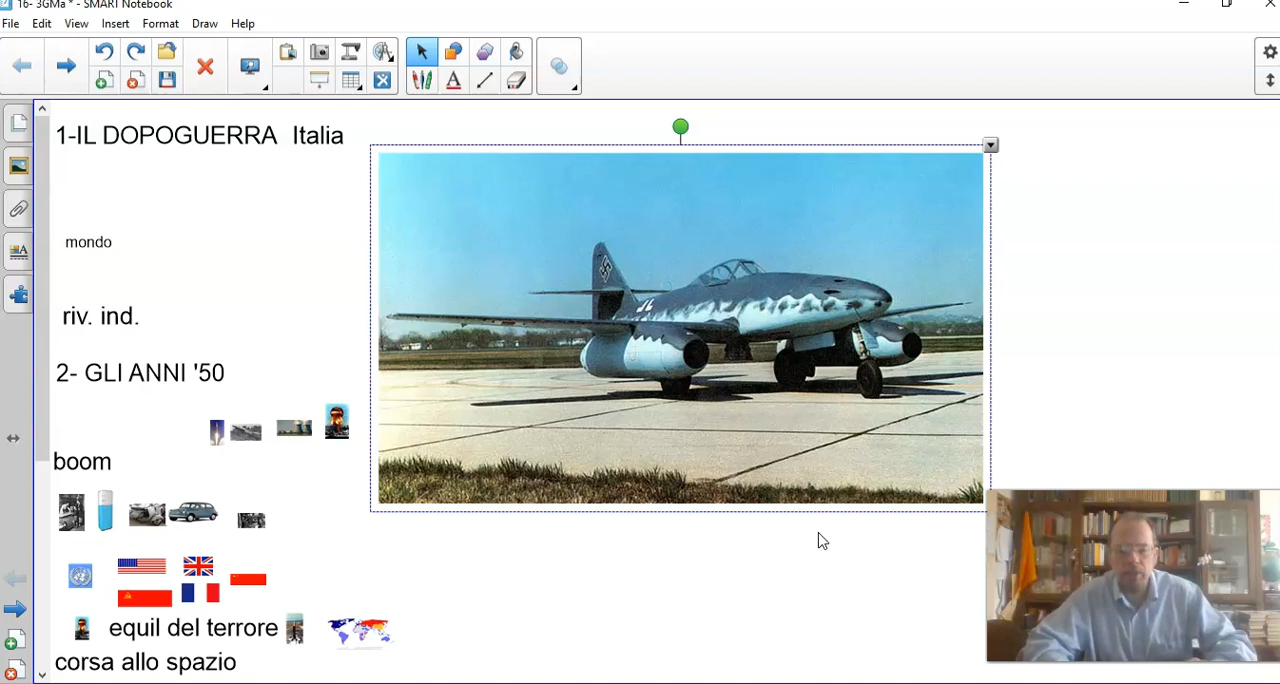 16- 3GMa * - SMART Notebook
File Edit View Insert Format Draw Help
1-IL DOPOGUERRA Italia
mondo
riv. ind.
2- GLI ANNI '50
boom
equil del terrore
corsa allo spazio